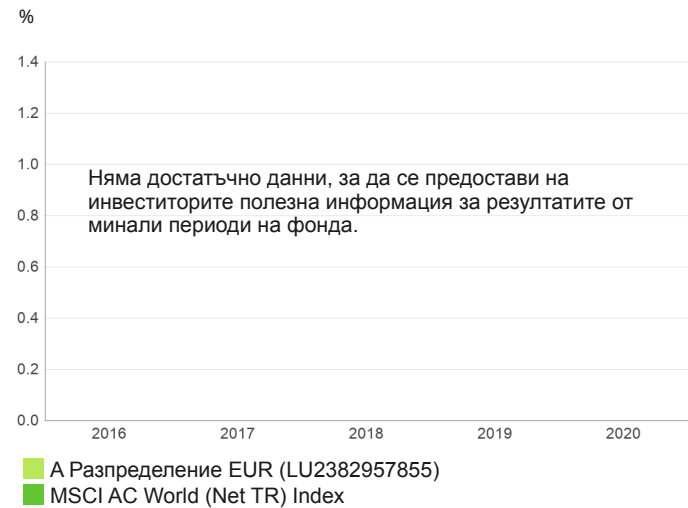 %
1.4
1.2
1.0
Няма достатъчно данни, за да се предостави на
инвеститорите полезна информация за резултатите от
минали периоди на фонда.
0.8
0.6
0.4
0.2
0.0
2016 2017 2018 2019 2020
А Разпределение EUR (LU2382957855)
MSCI AC World (Net TR) Index